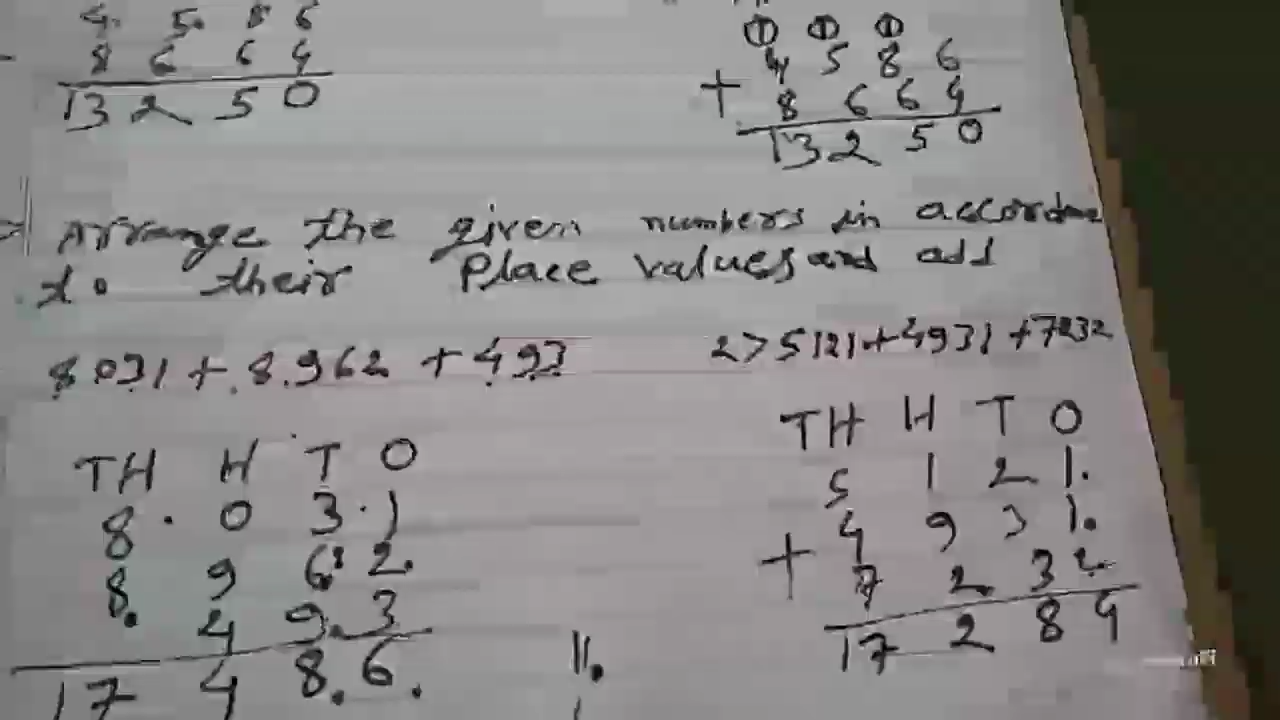 4 5 8 6
8 6 6 4
13 2 5 0
1 1 1
4 5 8 6
+ 8 6 6 4
13 2 5 0
Arrange the given numbers in accordance
to their Place values and add
8031 + 8962 + 493
TH H T O
8 0 3 1
8 9 6 2
4 9 3
17 4 8 6
11
2> 5121 + 4931 + 7232
TH H T O
5 1 2 1
4 9 3 1
+ 7 2 3 2
17 2 8 4